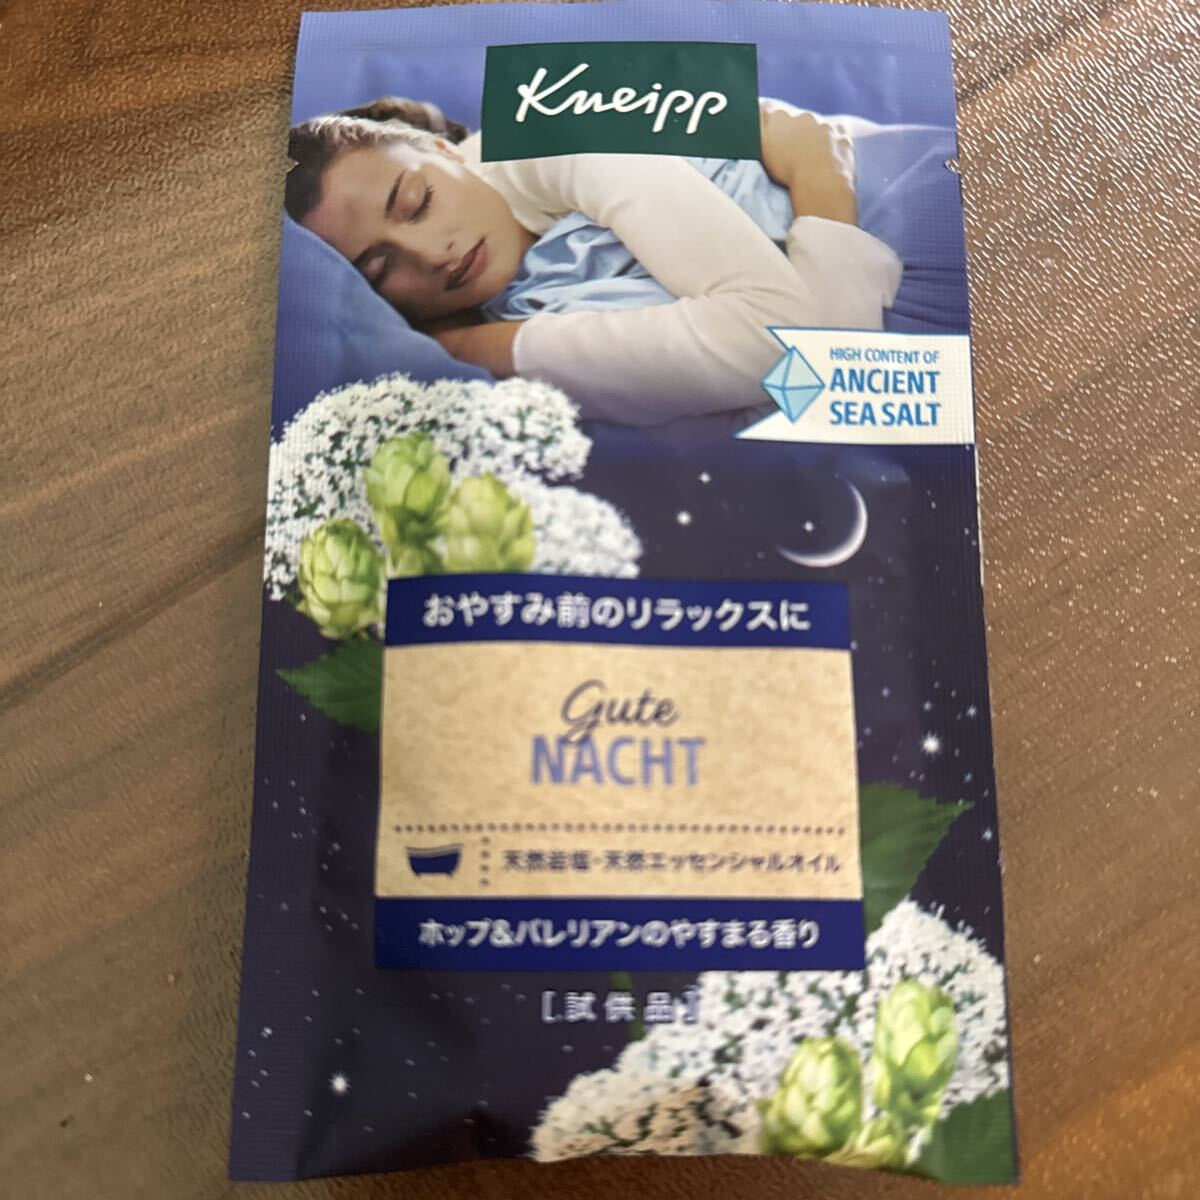 Kneipp
HIGH CONTENT OF
ANCIENT
SEA SALT
おやすみ前のリラックスに
Gute
NACHT
天然岩塩・天然エッセンシャルオイル
ホップ&バレリアンのやすまる香り
[試供品]